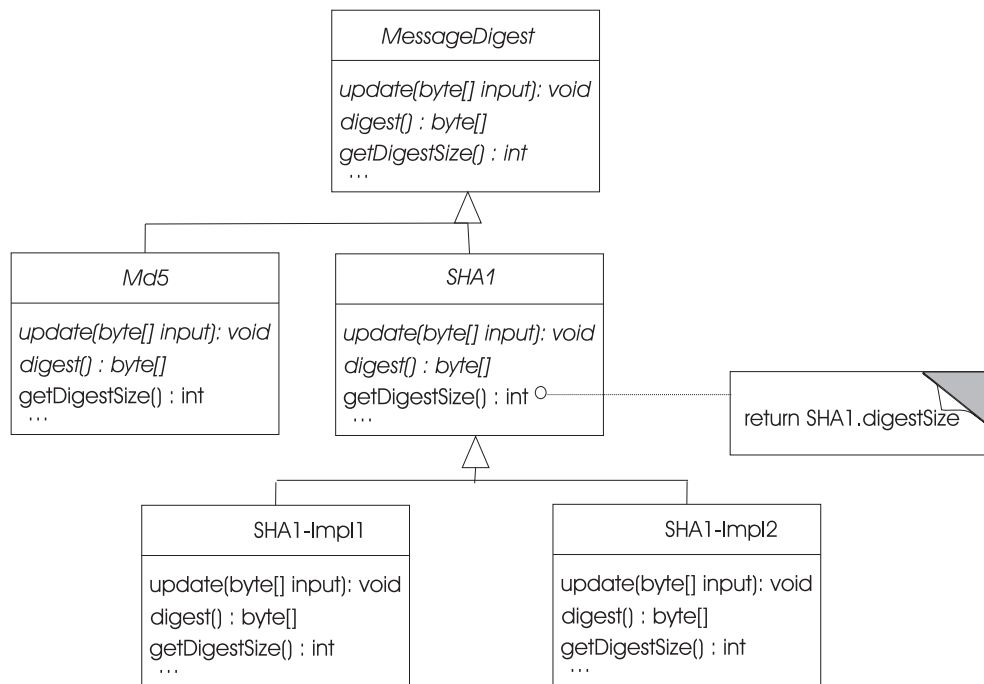 MessageDigest
update(byte[] input): void
digest() : byte[]
getDigestSize() : int
...
Md5
update(byte[] input): void
digest() : byte[]
getDigestSize() : int
...
SHA1
update(byte[] input): void
digest() : byte[]
getDigestSize() : int
...
return SHA1.digestSize
SHA1-Impl1
update(byte[] input): void
digest() : byte[]
getDigestSize() : int
...
SHA1-Impl2
update(byte[] input): void
digest() : byte[]
getDigestSize() : int
...